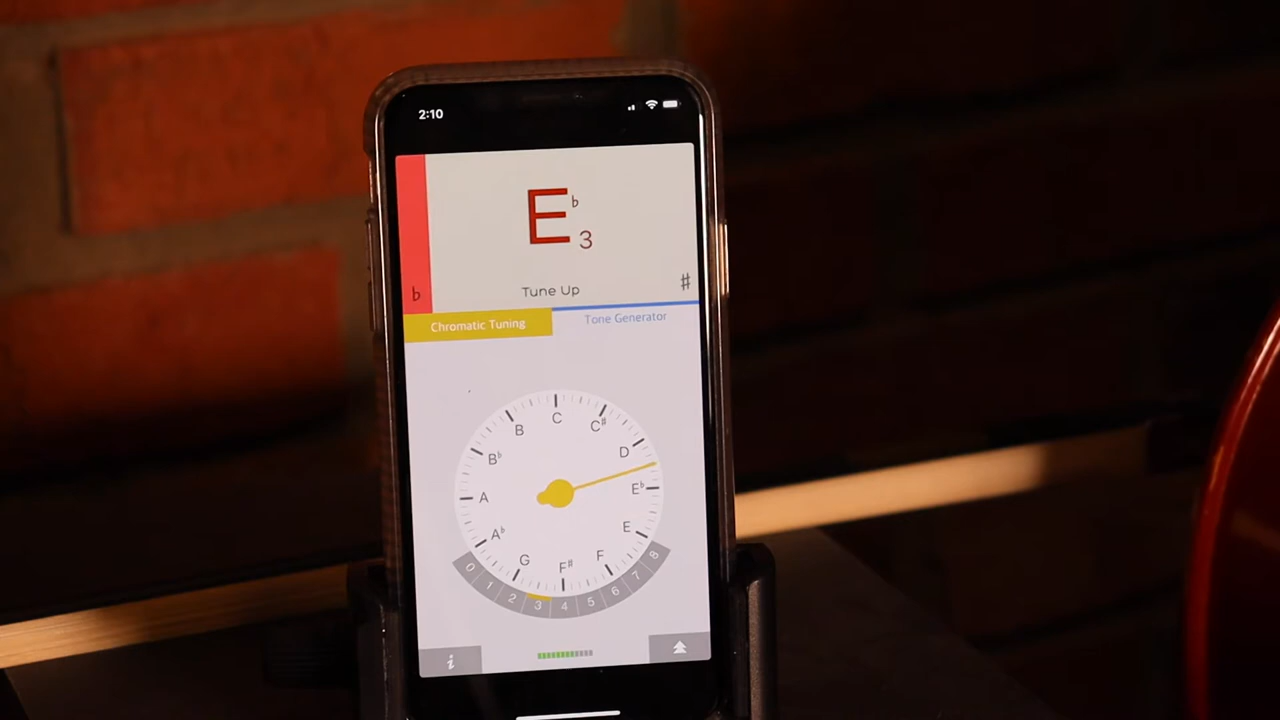 2:10
E♭3
♭ Tune Up ♯
Chromatic Tuning Tone Generator
C
B C♯
B♭ D
A E♭
A♭ E
G F♯ F
0 1 2 3 4 5 6 7 8
i